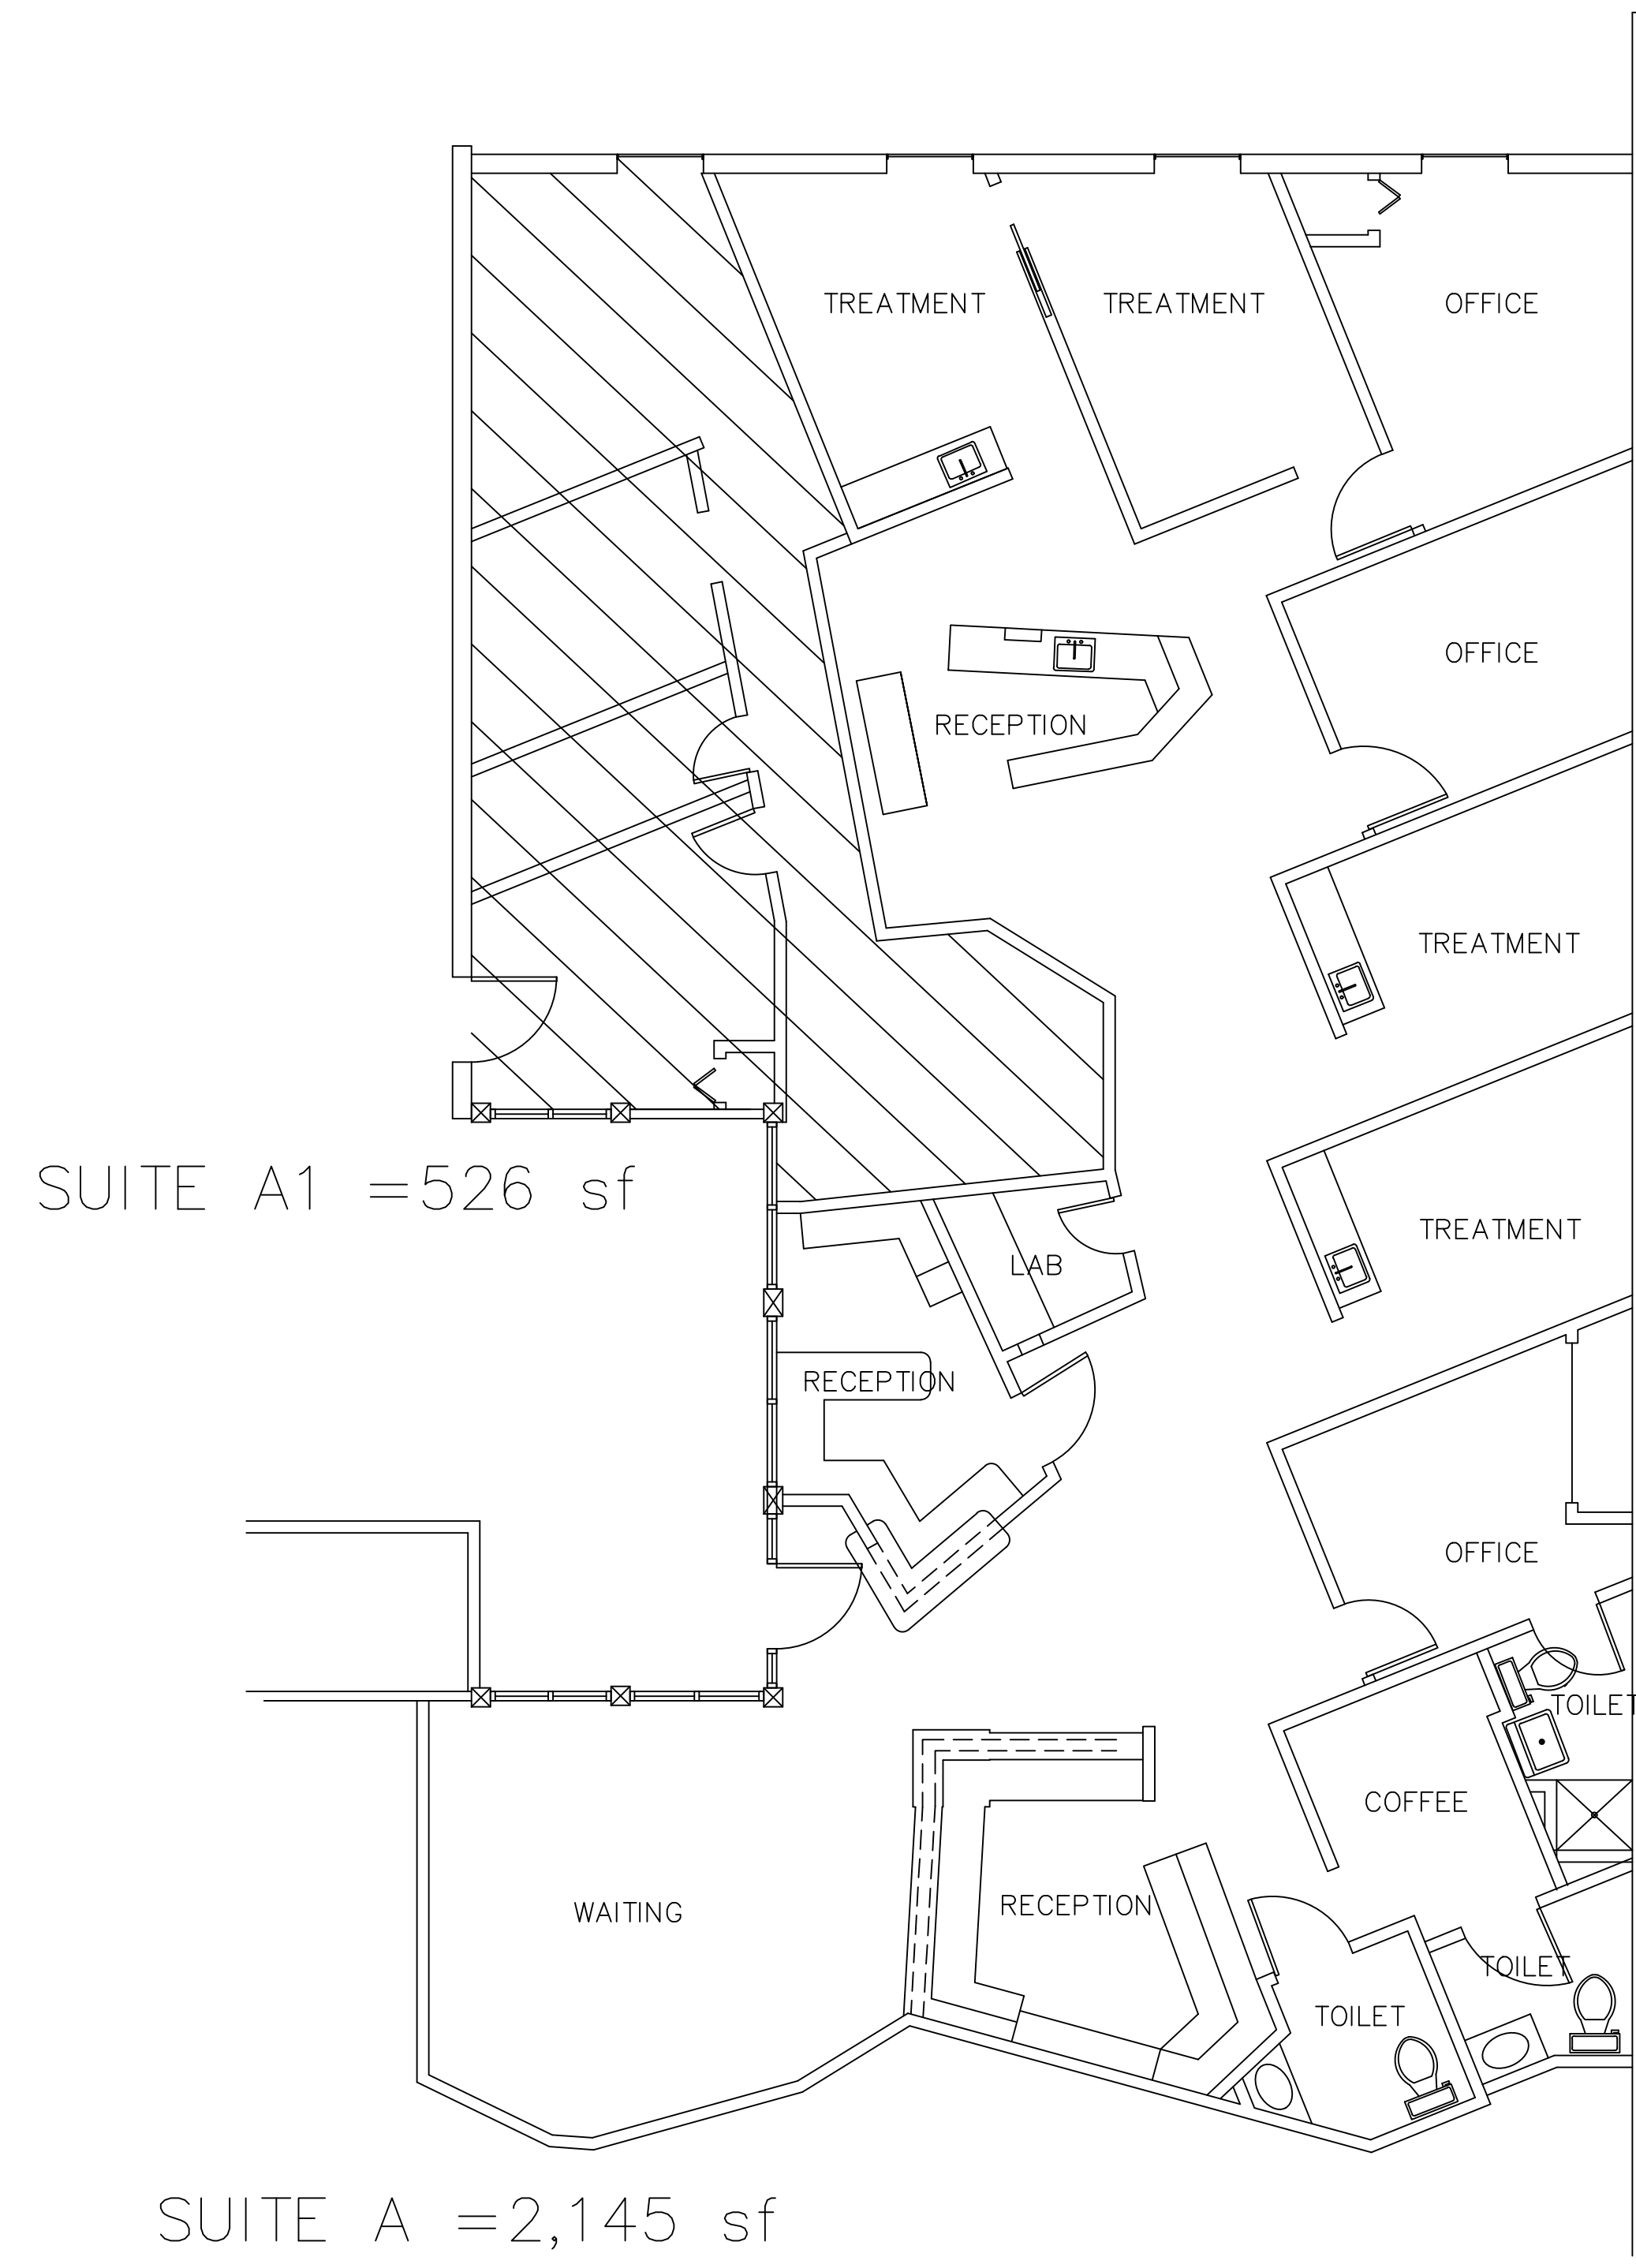 TREATMENT TREATMENT OFFICE
OFFICE
RECEPTION
TREATMENT
SUITE A1 =526 sf
TREATMENT
LAB
RECEPTION
OFFICE
TOILET
COFFEE
WAITING
RECEPTION
TOILET
TOILET
SUITE A =2,145 sf